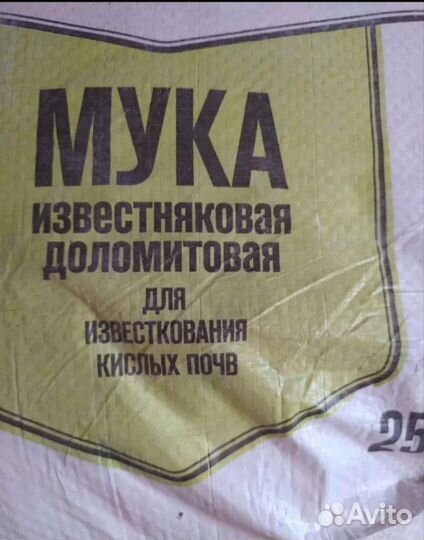 МУКА
известняковая
доломитовая
для
известкования
кислых почв
25
Avito